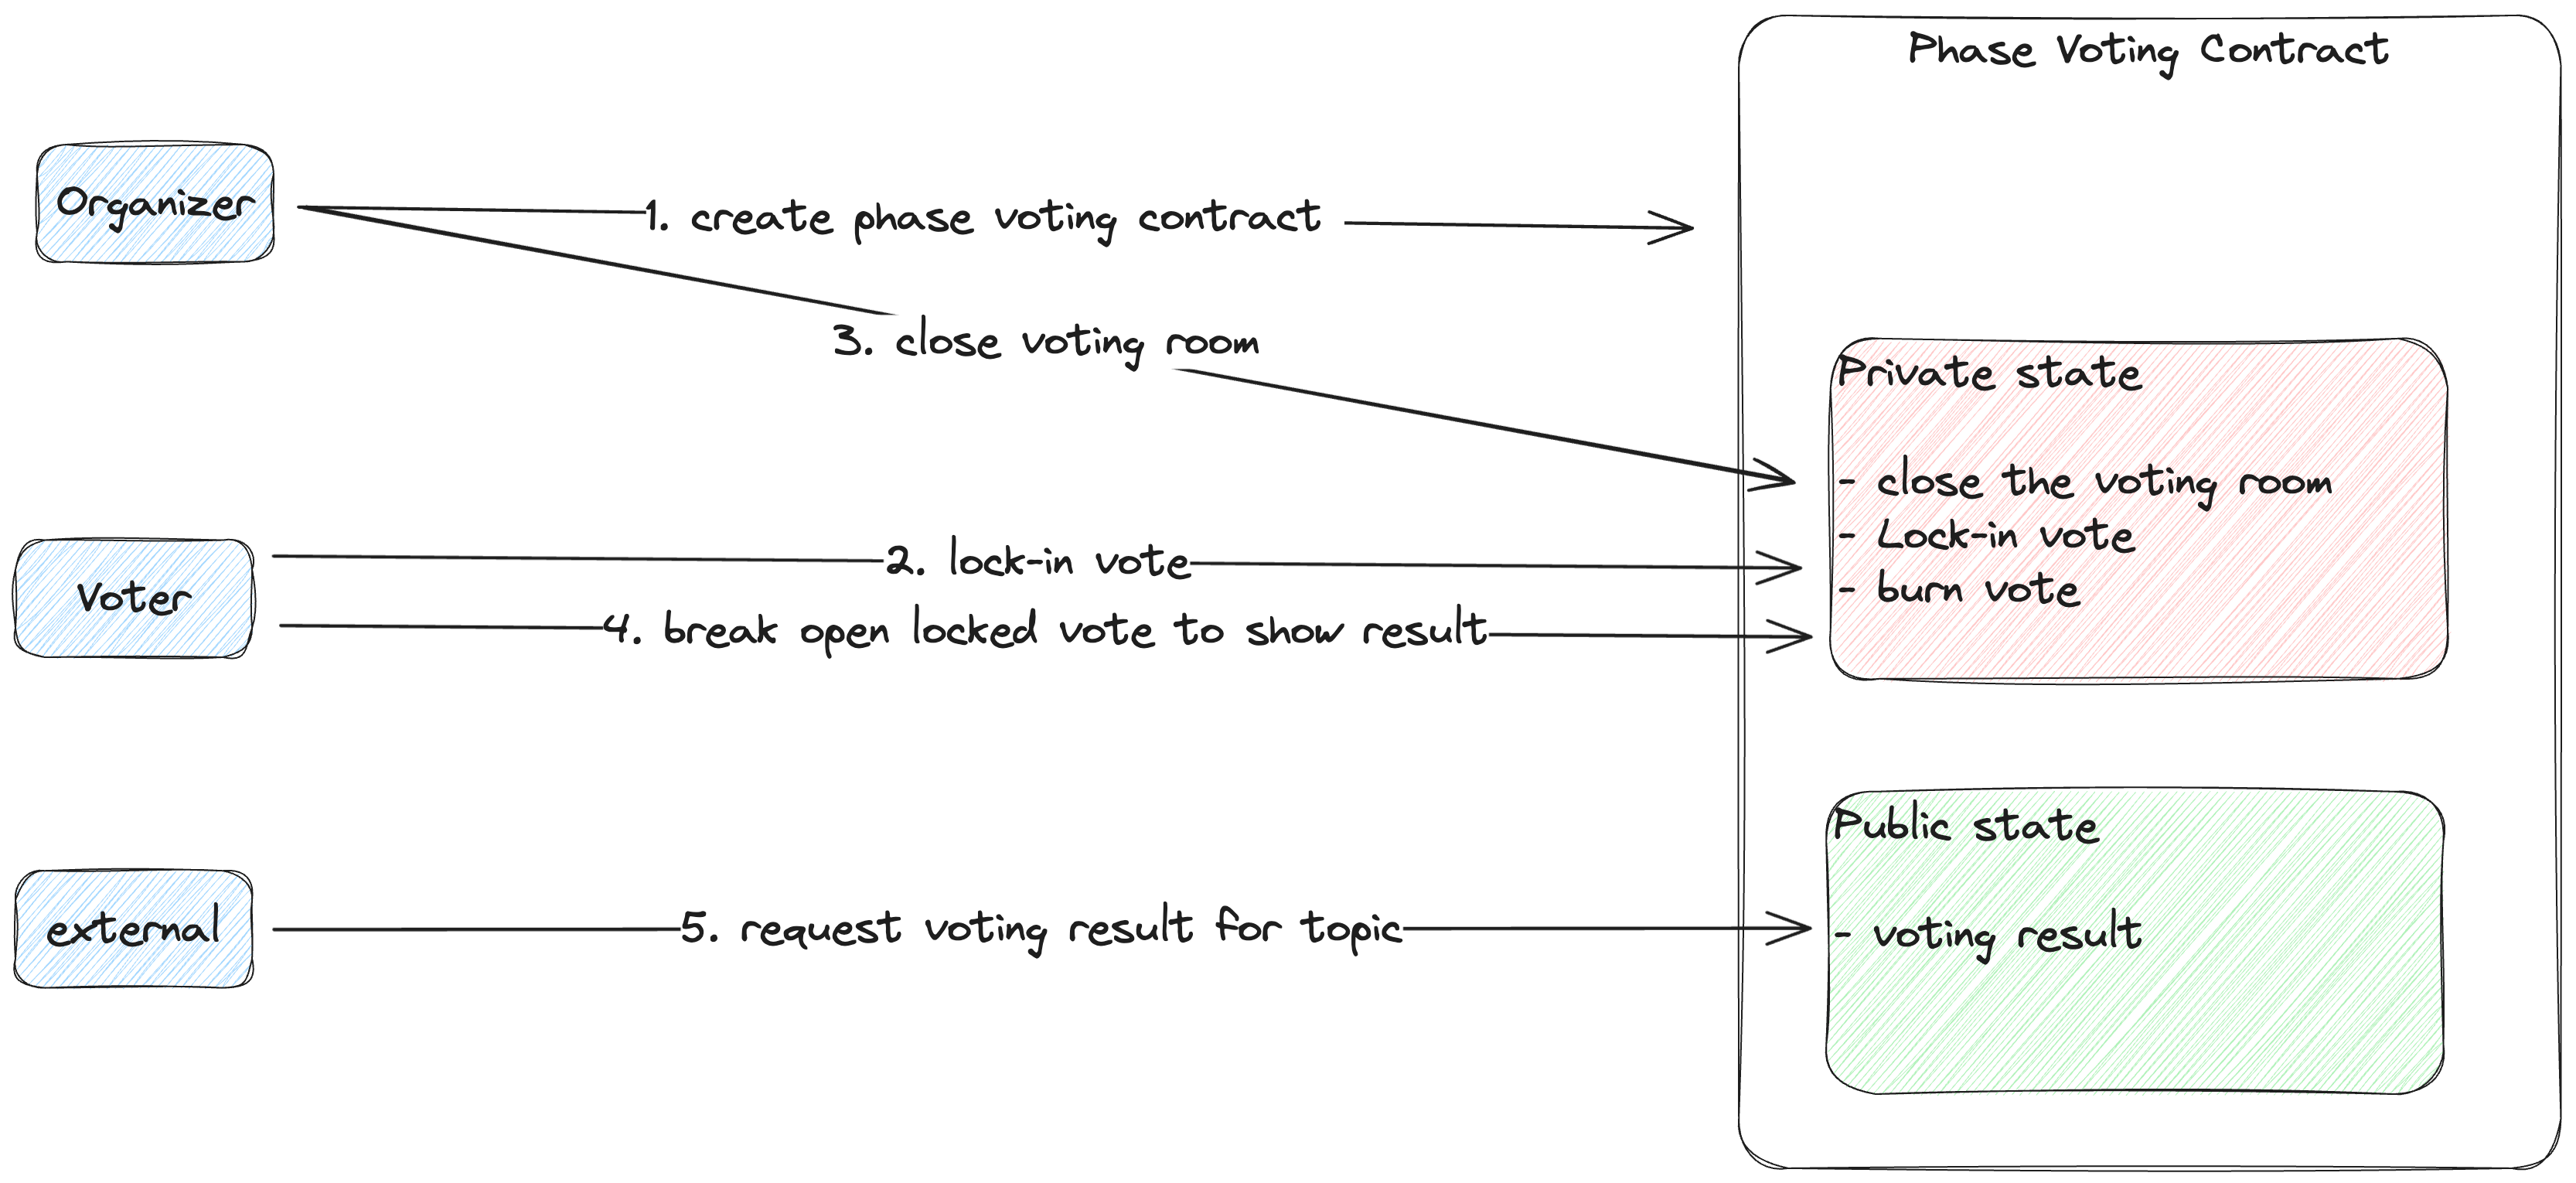 Phase Voting Contract
Organizer
1. create phase voting contract
3. close voting room
Private state
- close the voting room
- Lock-in vote
- burn vote
Voter
2. lock-in vote
4. break open locked vote to show result
Public state
- voting result
external
5. request voting result for topic